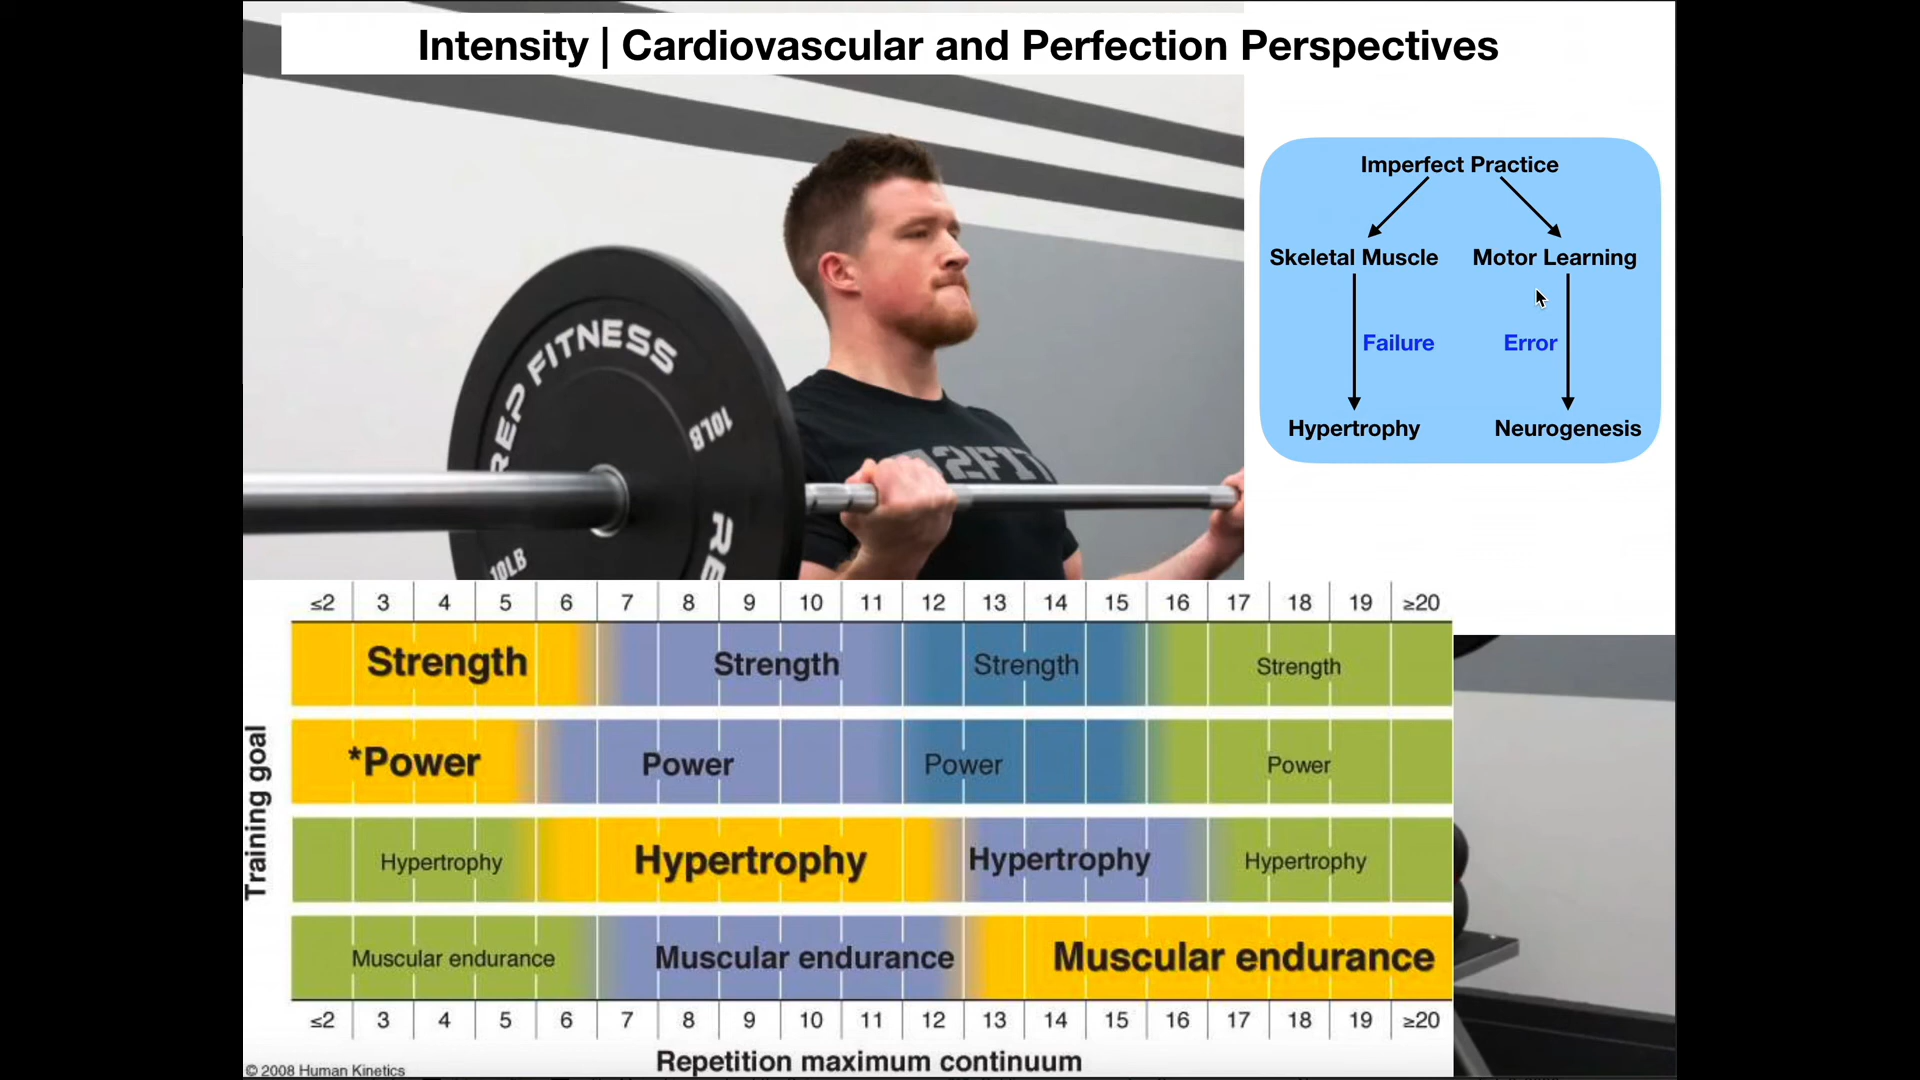 Intensity | Cardiovascular and Perfection Perspectives
Imperfect Practice
Skeletal Muscle Motor Learning
Failure Error
Hypertrophy Neurogenesis
REP FITNESS
10LB
10LB
RE
2FIT
≤2 3 4 5 6 7 8 9 10 11 12 13 14 15 16 17 18 19 ≥20
Training goal
Strength Strength Strength Strength
*Power Power Power Power
Hypertrophy Hypertrophy Hypertrophy Hypertrophy
Muscular endurance Muscular endurance Muscular endurance
≤2 3 4 5 6 7 8 9 10 11 12 13 14 15 16 17 18 19 ≥20
Repetition maximum continuum
© 2008 Human Kinetics